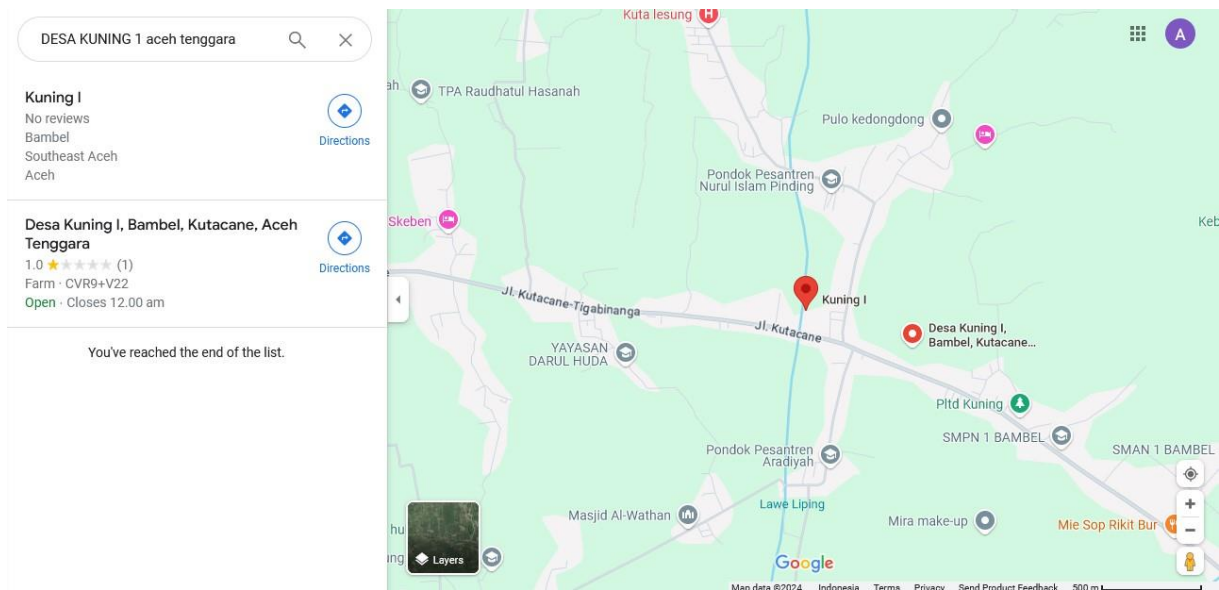 DESA KUNING 1 aceh tenggara
Kuning I
No reviews
Bambel
Southeast Aceh
Aceh
Directions
Desa Kuning I, Bambel, Kutacane, Aceh
Tenggara
1.0 (1)
Farm · CVR9+V22
Open · Closes 12.00 am
Directions
You've reached the end of the list.
Kuta lesung
H
A
ah
TPA Raudhatul Hasanah
Pulo kedongdong
Pondok Pesantren
Nurul Islam Pinding
Skeben
Keb
Jl. Kutacane-Tigabinanga
Kuning I
Jl. Kutacane
Desa Kuning I,
Bambel, Kutacane...
YAYASAN
DARUL HUDA
Pltd Kuning
SMPN 1 BAMBEL
SMAN 1 BAMBEL
Pondok Pesantren
Aradiyah
Lawe Liping
Masjid Al-Wathan
Mira make-up
Mie Sop Rikit Bur
hu
ung
Layers
Google
Map data ©2024 Indonesia Terms Privacy Send Product Feedback 500 m